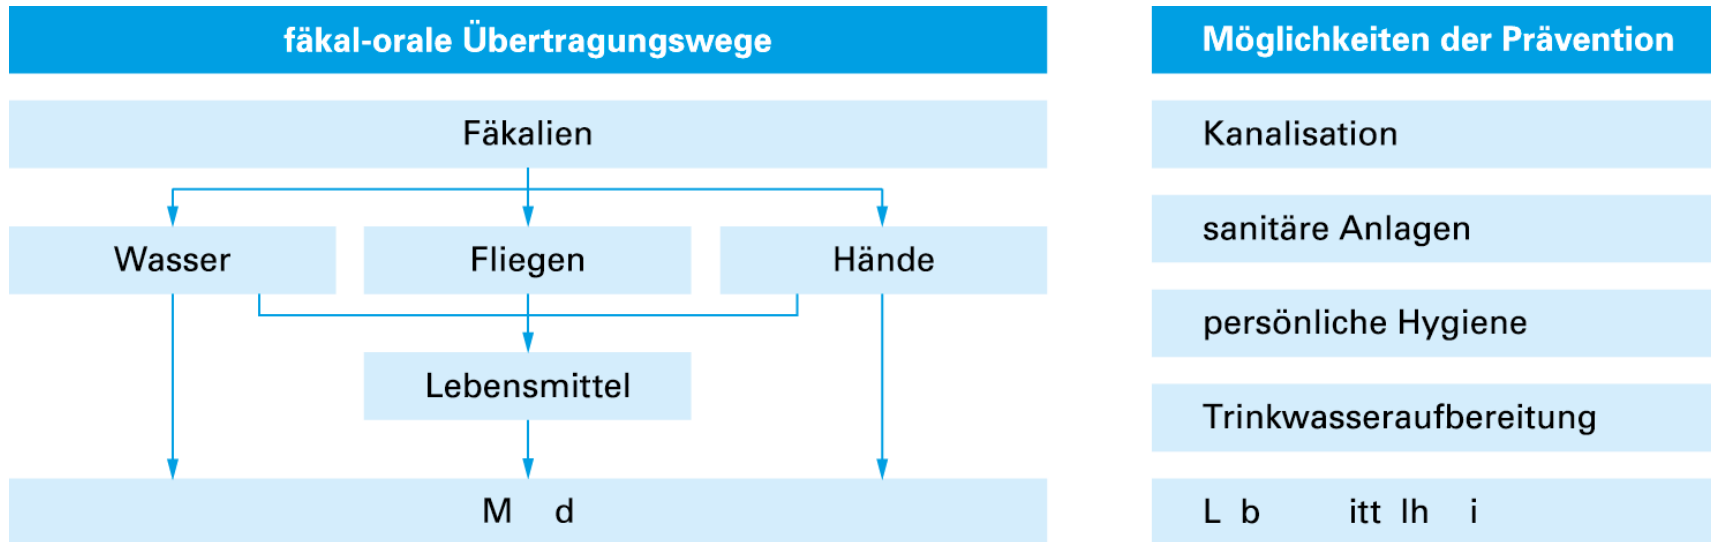 fäkal-orale Übertragungswege
Fäkalien
Wasser
Fliegen
Hände
Lebensmittel
Möglichkeiten der Prävention
Kanalisation
sanitäre Anlagen
persönliche Hygiene
Trinkwasseraufbereitung